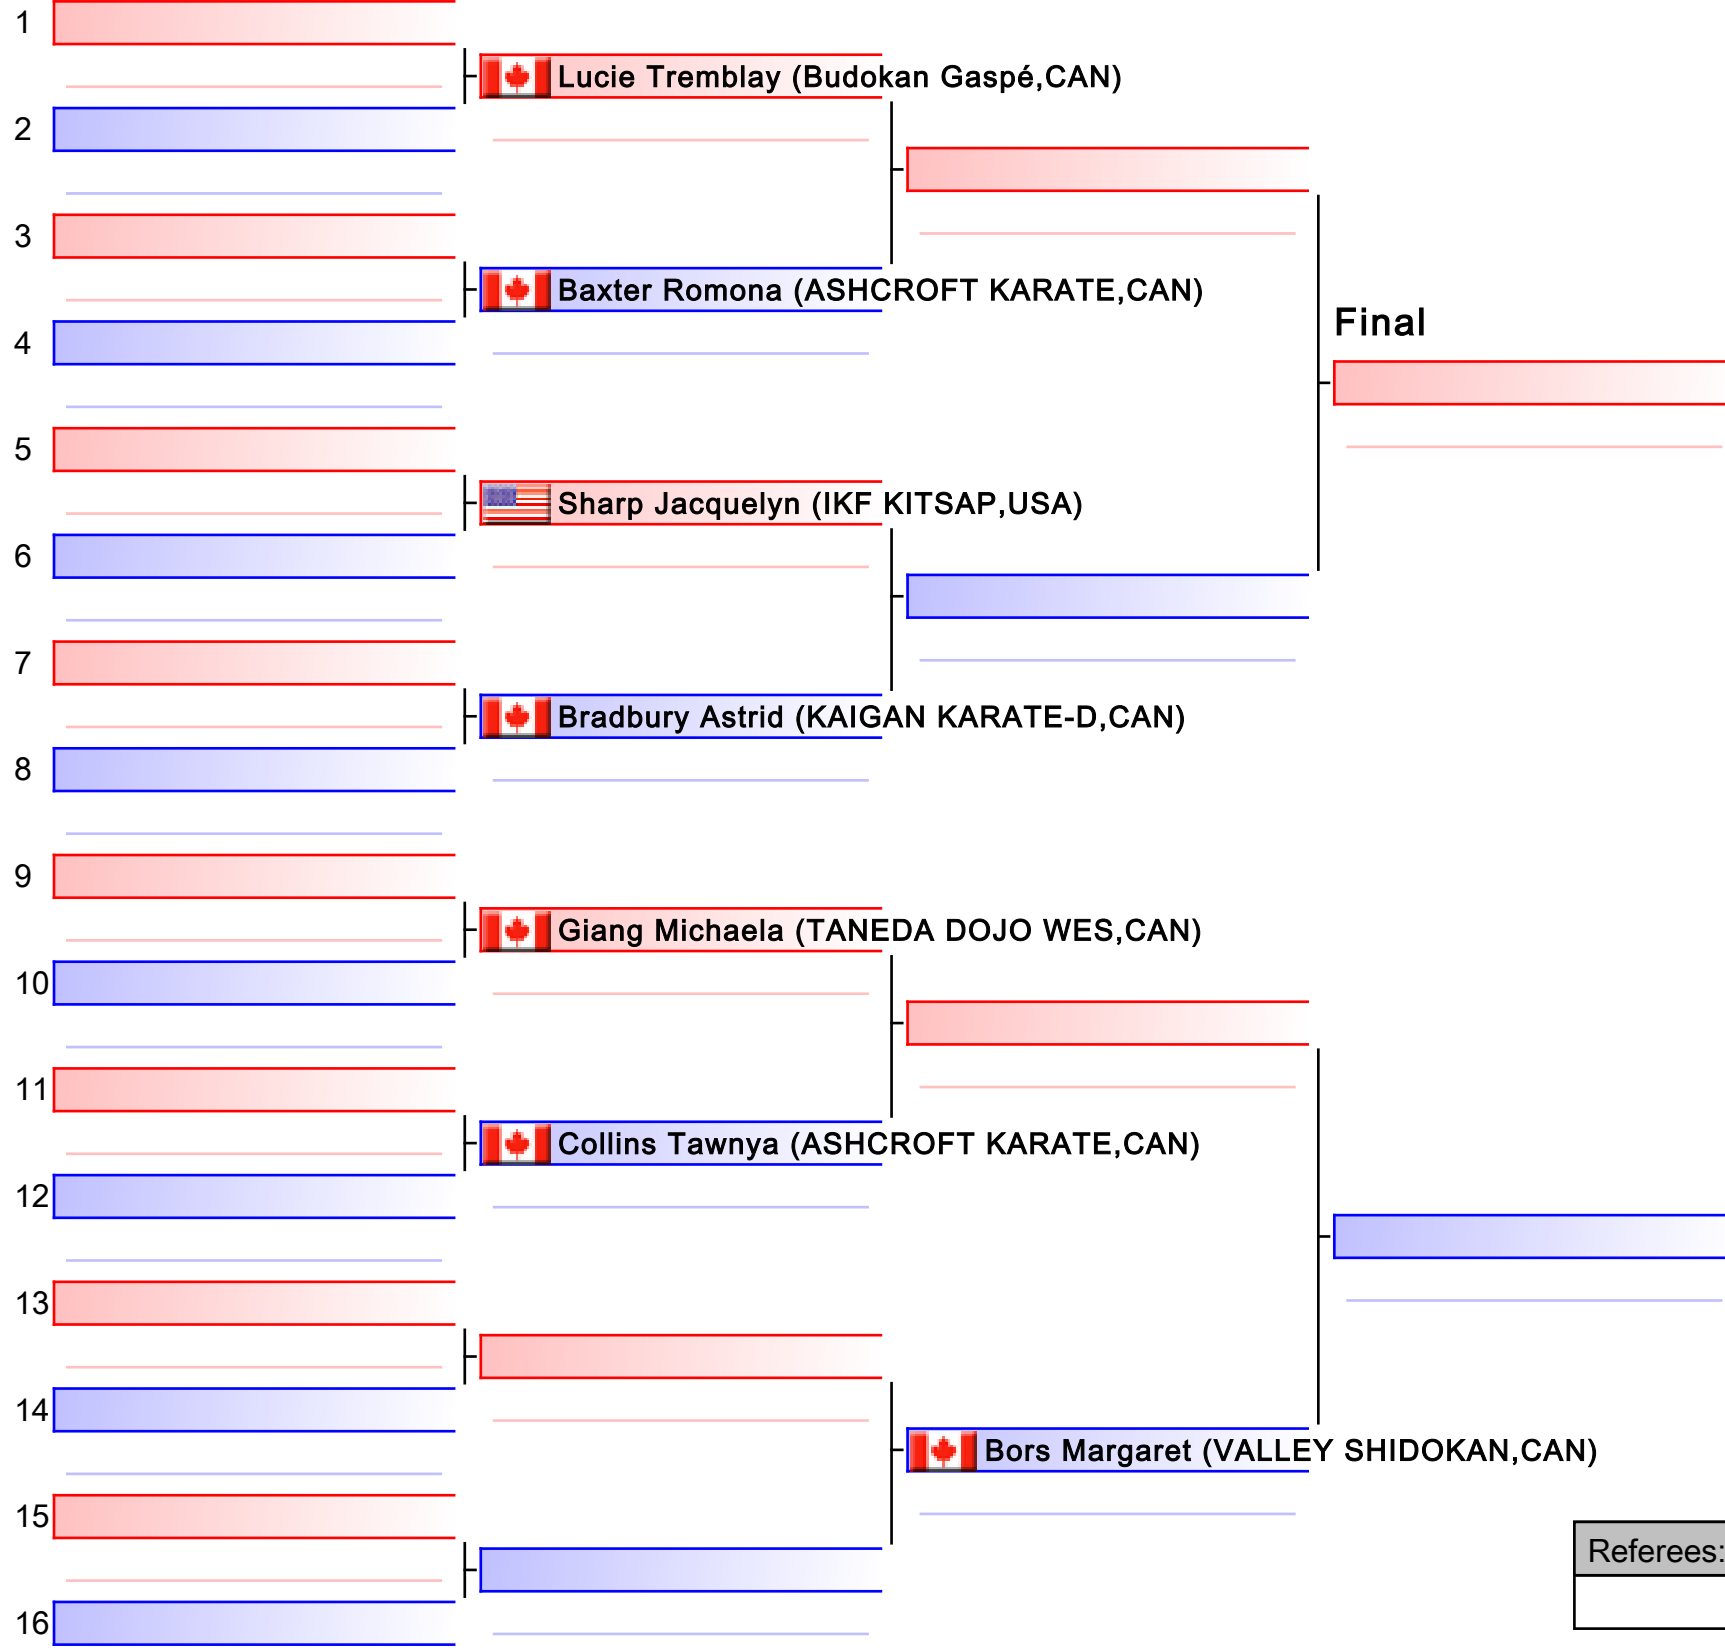 1
Lucie Tremblay (Budokan Gaspé,CAN)
2
3
Baxter Romona (ASHCROFT KARATE,CAN)
Final
4
5
Sharp Jacquelyn (IKF KITSAP,USA)
6
7
Bradbury Astrid (KAIGAN KARATE-D,CAN)
8
9
Giang Michaela (TANEDA DOJO WES,CAN)
10
11
Collins Tawnya (ASHCROFT KARATE,CAN)
12
13
14
Bors Margaret (VALLEY SHIDOKAN,CAN)
15
Referees:
16